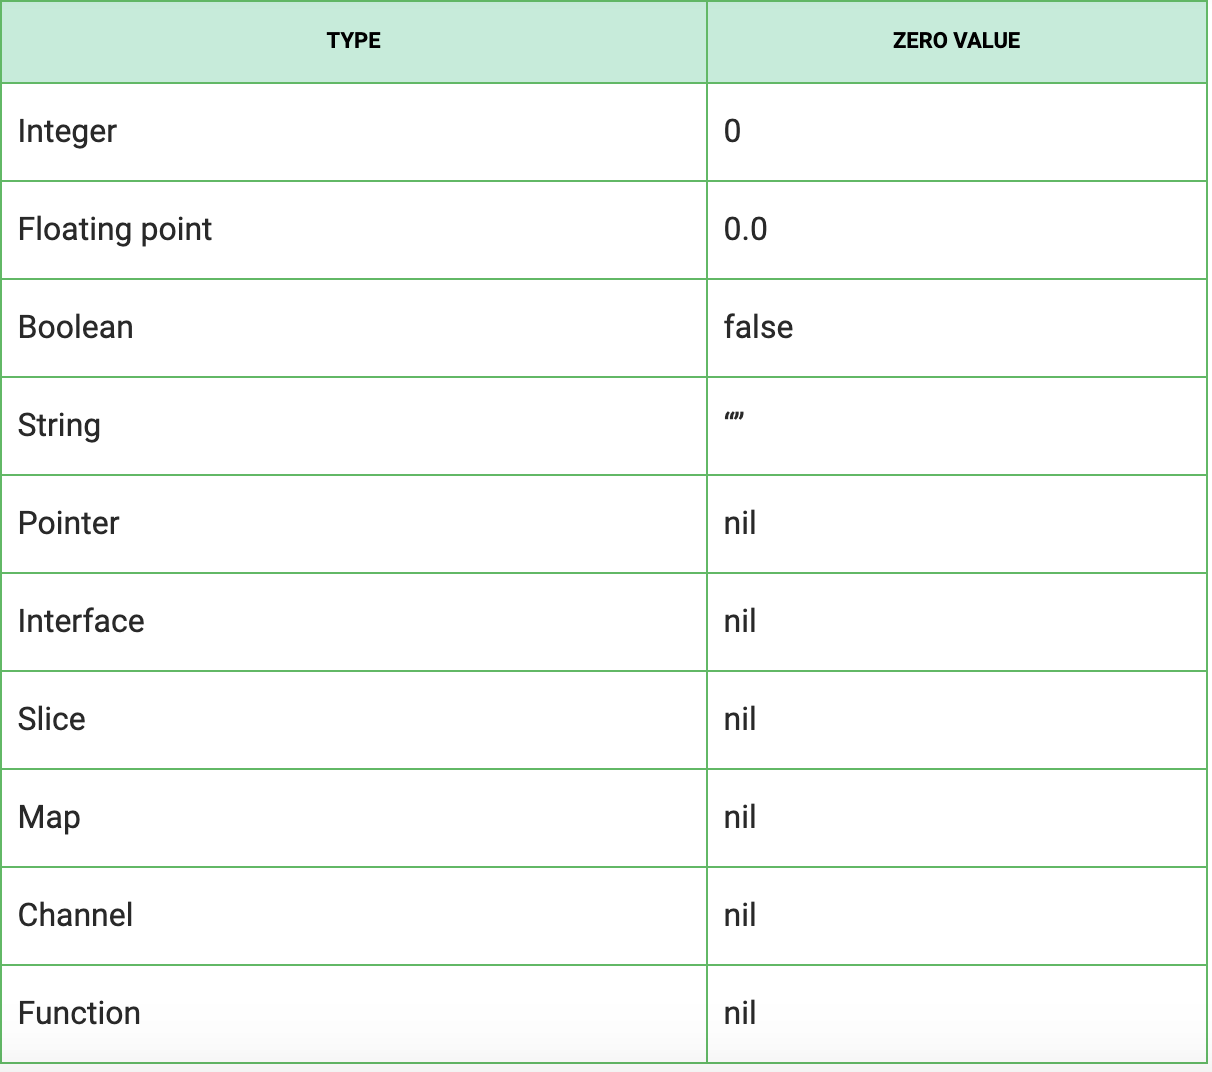 TYPE ZERO VALUE
Integer 0
Floating point 0.0
Boolean false
String “”
Pointer nil
Interface nil
Slice nil
Map nil
Channel nil
Function nil